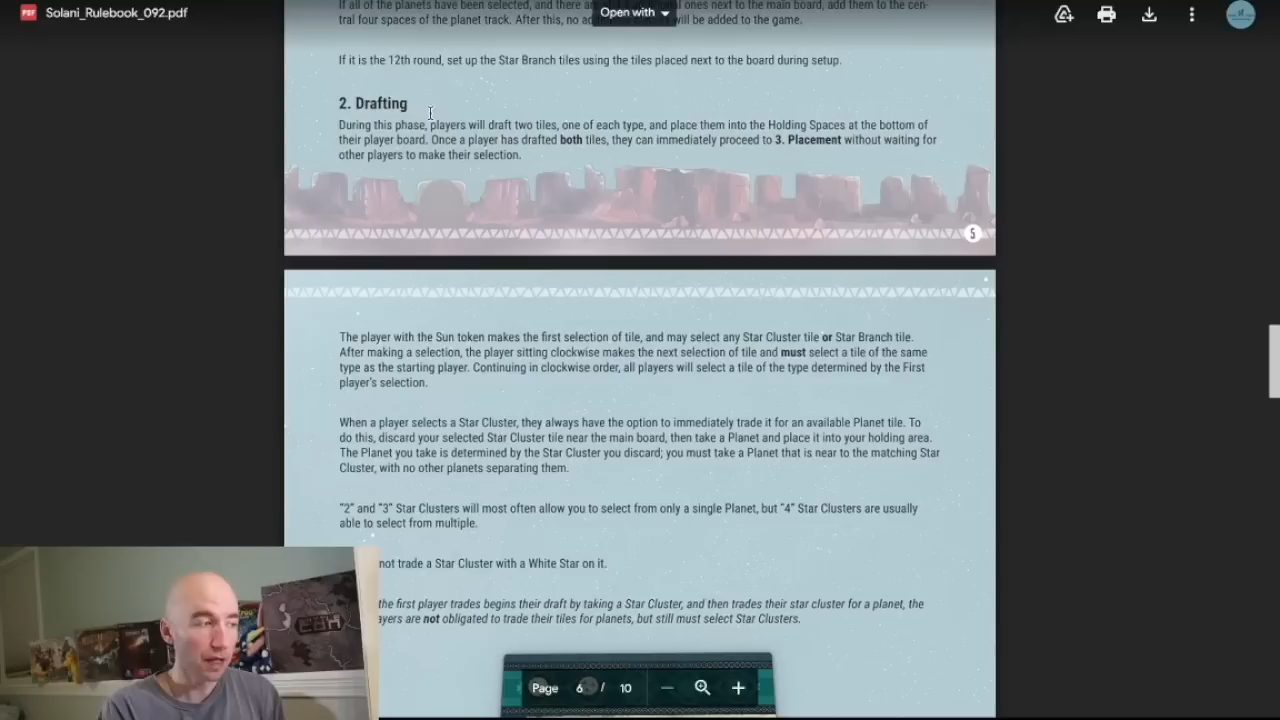 Solani_Rulebook_092.pdf
Open with
If all of the planets have been selected, and there are additional ones next to the main board, add them to the cen-
tral four spaces of the planet track. After this, no will be added to the game.
If it is the 12th round, set up the Star Branch tiles using the tiles placed next to the board during setup.
2. Drafting
During this phase, players will draft two tiles, one of each type, and place them into the Holding Spaces at the bottom of
their player board. Once a player has drafted both tiles, they can immediately proceed to 3. Placement without waiting for
other players to make their selection.
5
The player with the Sun token makes the first selection of tile, and may select any Star Cluster tile or Star Branch tile.
After making a selection, the player sitting clockwise makes the next selection of tile and must select a tile of the same
type as the starting player. Continuing in clockwise order, all players will select a tile of the type determined by the First
player's selection.
When a player selects a Star Cluster, they always have the option to immediately trade it for an available Planet tile. To
do this, discard your selected Star Cluster tile near the main board, then take a Planet and place it into your holding area.
The Planet you take is determined by the Star Cluster you discard; you must take a Planet that is near to the matching Star
Cluster, with no other planets separating them.
"2" and "3" Star Clusters will most often allow you to select from only a single Planet, but "4" Star Clusters are usually
able to select from multiple.
not trade a Star Cluster with a White Star on it.
the first player trades begins their draft by taking a Star Cluster, and then trades their star cluster for a planet, the
ayers are not obligated to trade their tiles for planets, but still must select Star Clusters.
Page 6 / 10